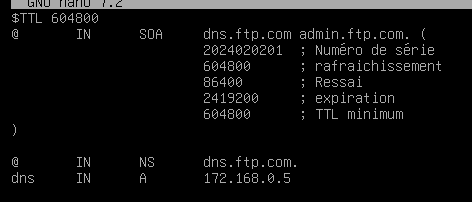 GNU nano 7.2
$TTL 604800
@ IN SOA dns.ftp.com admin.ftp.com. (
2024020201 ; Numéro de série
604800 ; rafraichissement
86400 ; Ressai
2419200 ; expiration
604800 ; TTL minimum
)
@ IN NS dns.ftp.com.
dns IN A 172.168.0.5